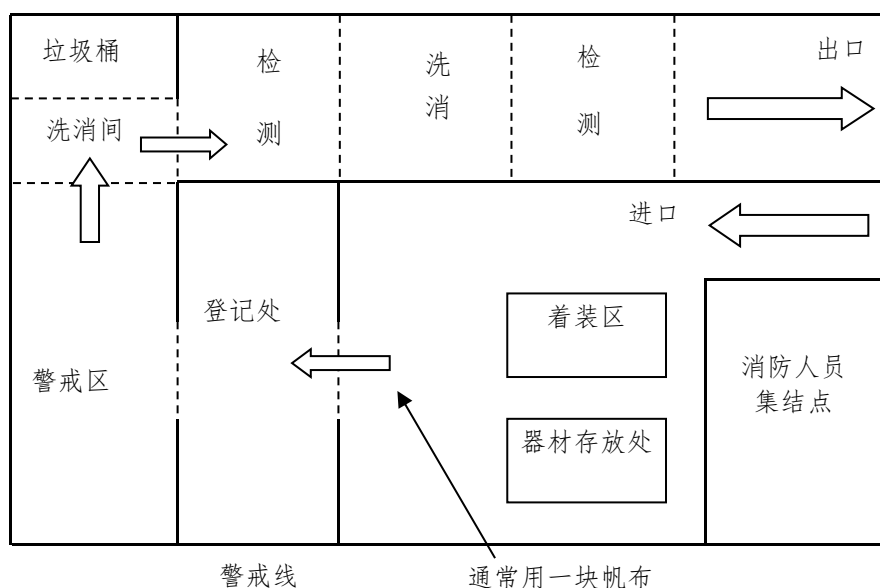 垃圾桶
检测
洗消
检测
出口
洗消间
进口
登记处
着装区
警戒区
消防人员
集结点
器材存放处
警戒线
通常用一块帆布